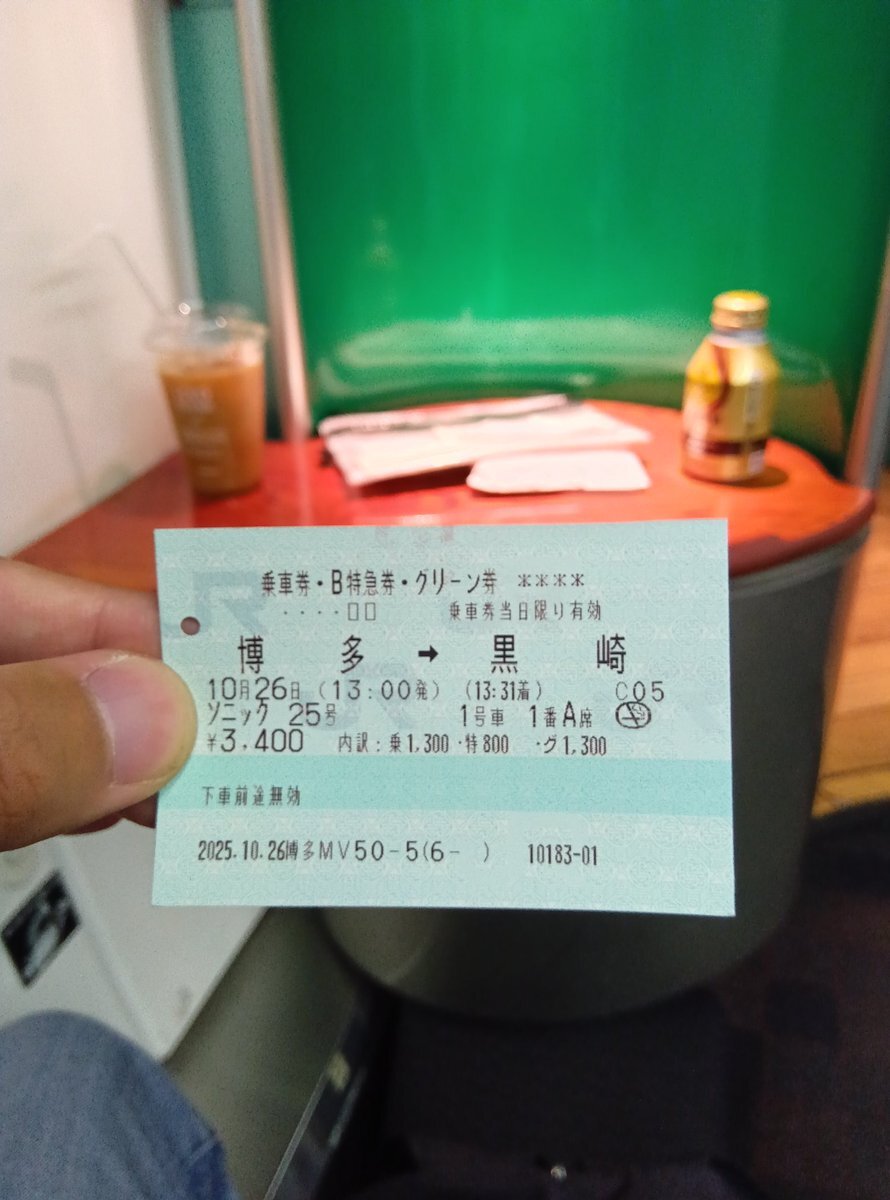 乗車券・B特急券・グリーン券 ****
・・・・□□ 乗車券当日限り有効
博 多 → 黒 崎
10月26日 (13:00発) (13:31着) C05
ソニック 25号 1号車 1番A席
¥3,400 内訳:乗1,300・特800 ・グ1,300
下車前途無効
2025.10.26博多MV50-5(6- ) 10183-01